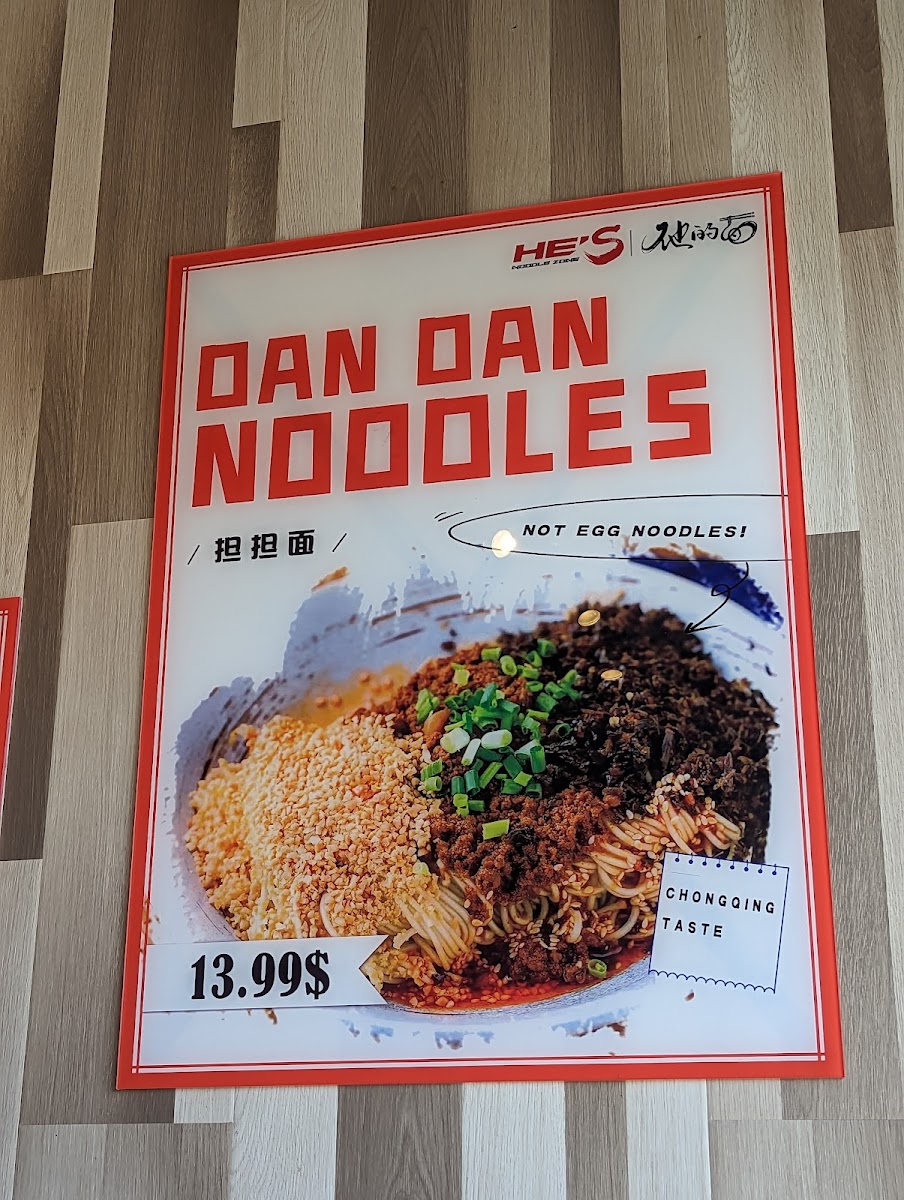 HE'S
NOODLE ZONE
他的面
DAN DAN
NOODLES
/ 担担面 /
NOT EGG NOODLES!
CHONGQING
TASTE
13.99$